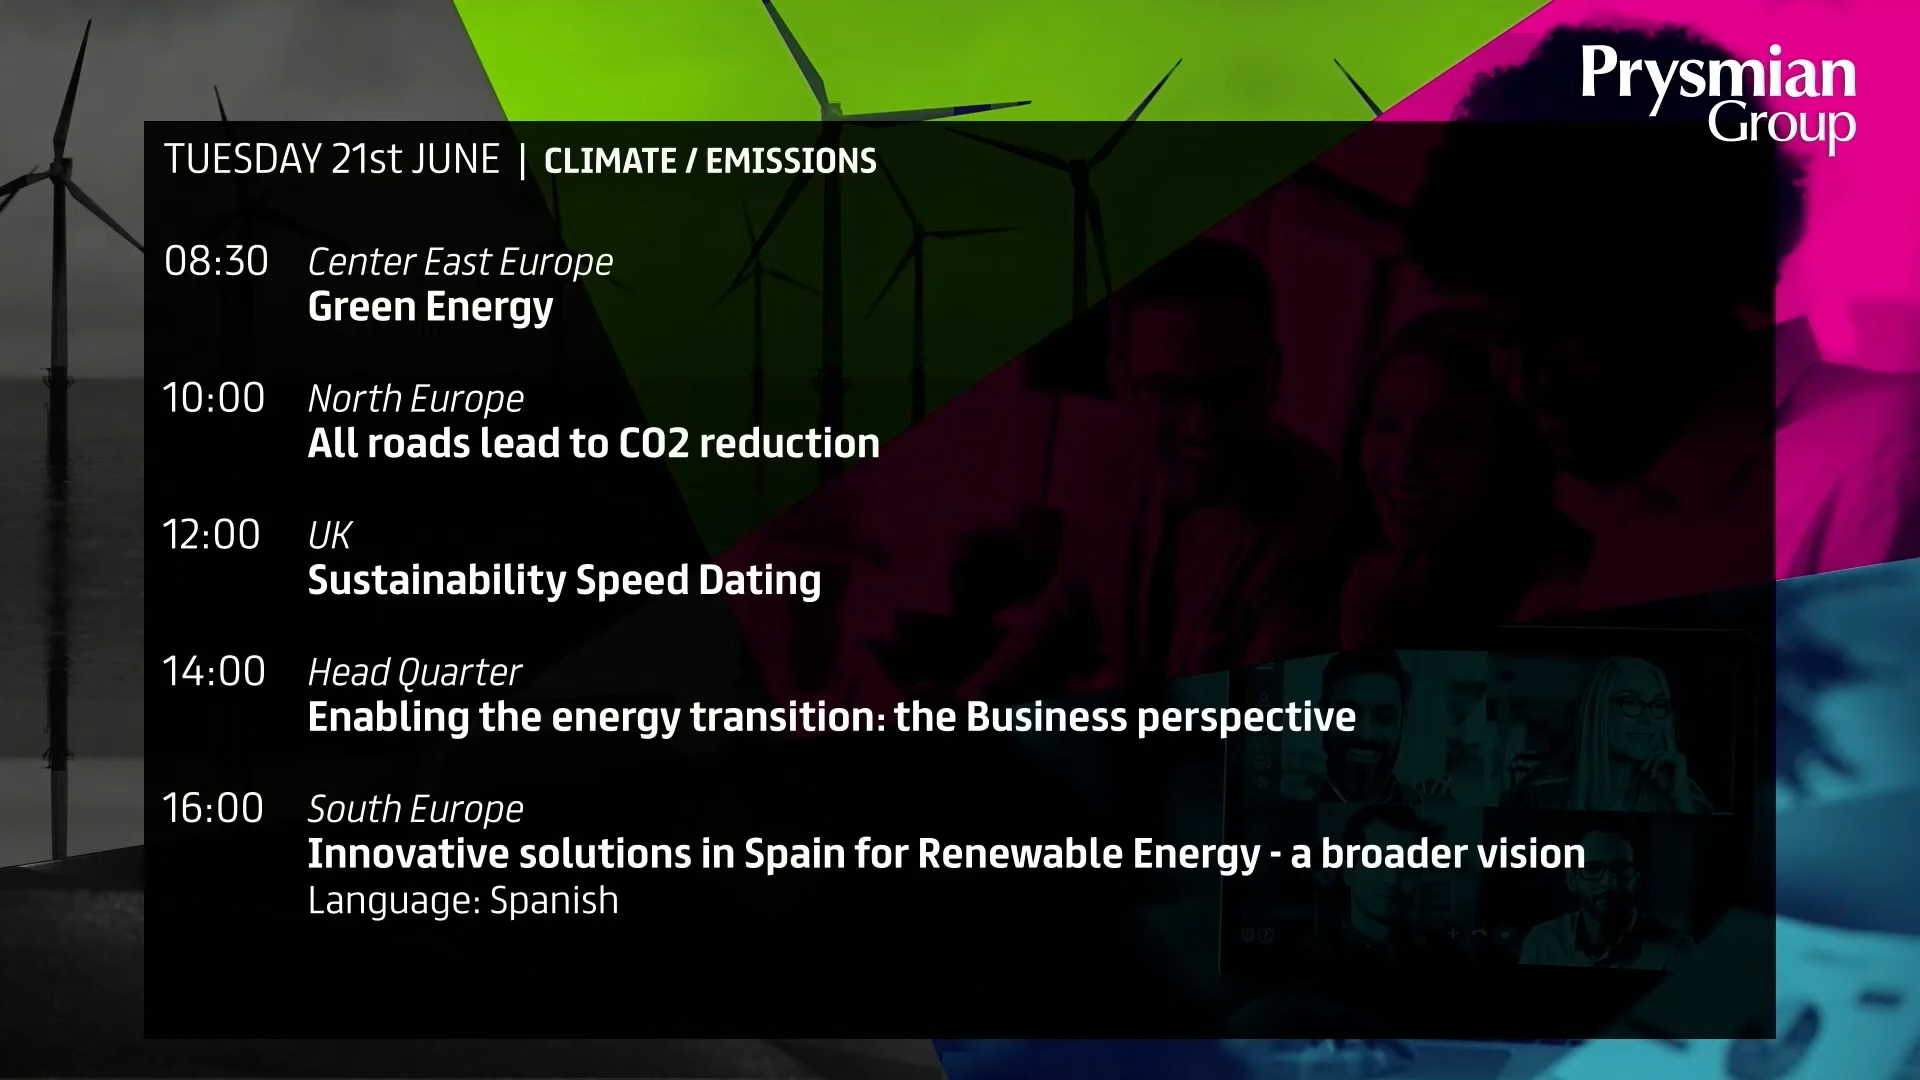 Prysmian
Group
TUESDAY 21st JUNE | CLIMATE / EMISSIONS
08:30 Center East Europe
Green Energy
10:00 North Europe
All roads lead to CO2 reduction
12:00 UK
Sustainability Speed Dating
14:00 Head Quarter
Enabling the energy transition: the Business perspective
16:00 South Europe
Innovative solutions in Spain for Renewable Energy - a broader vision
Language: Spanish